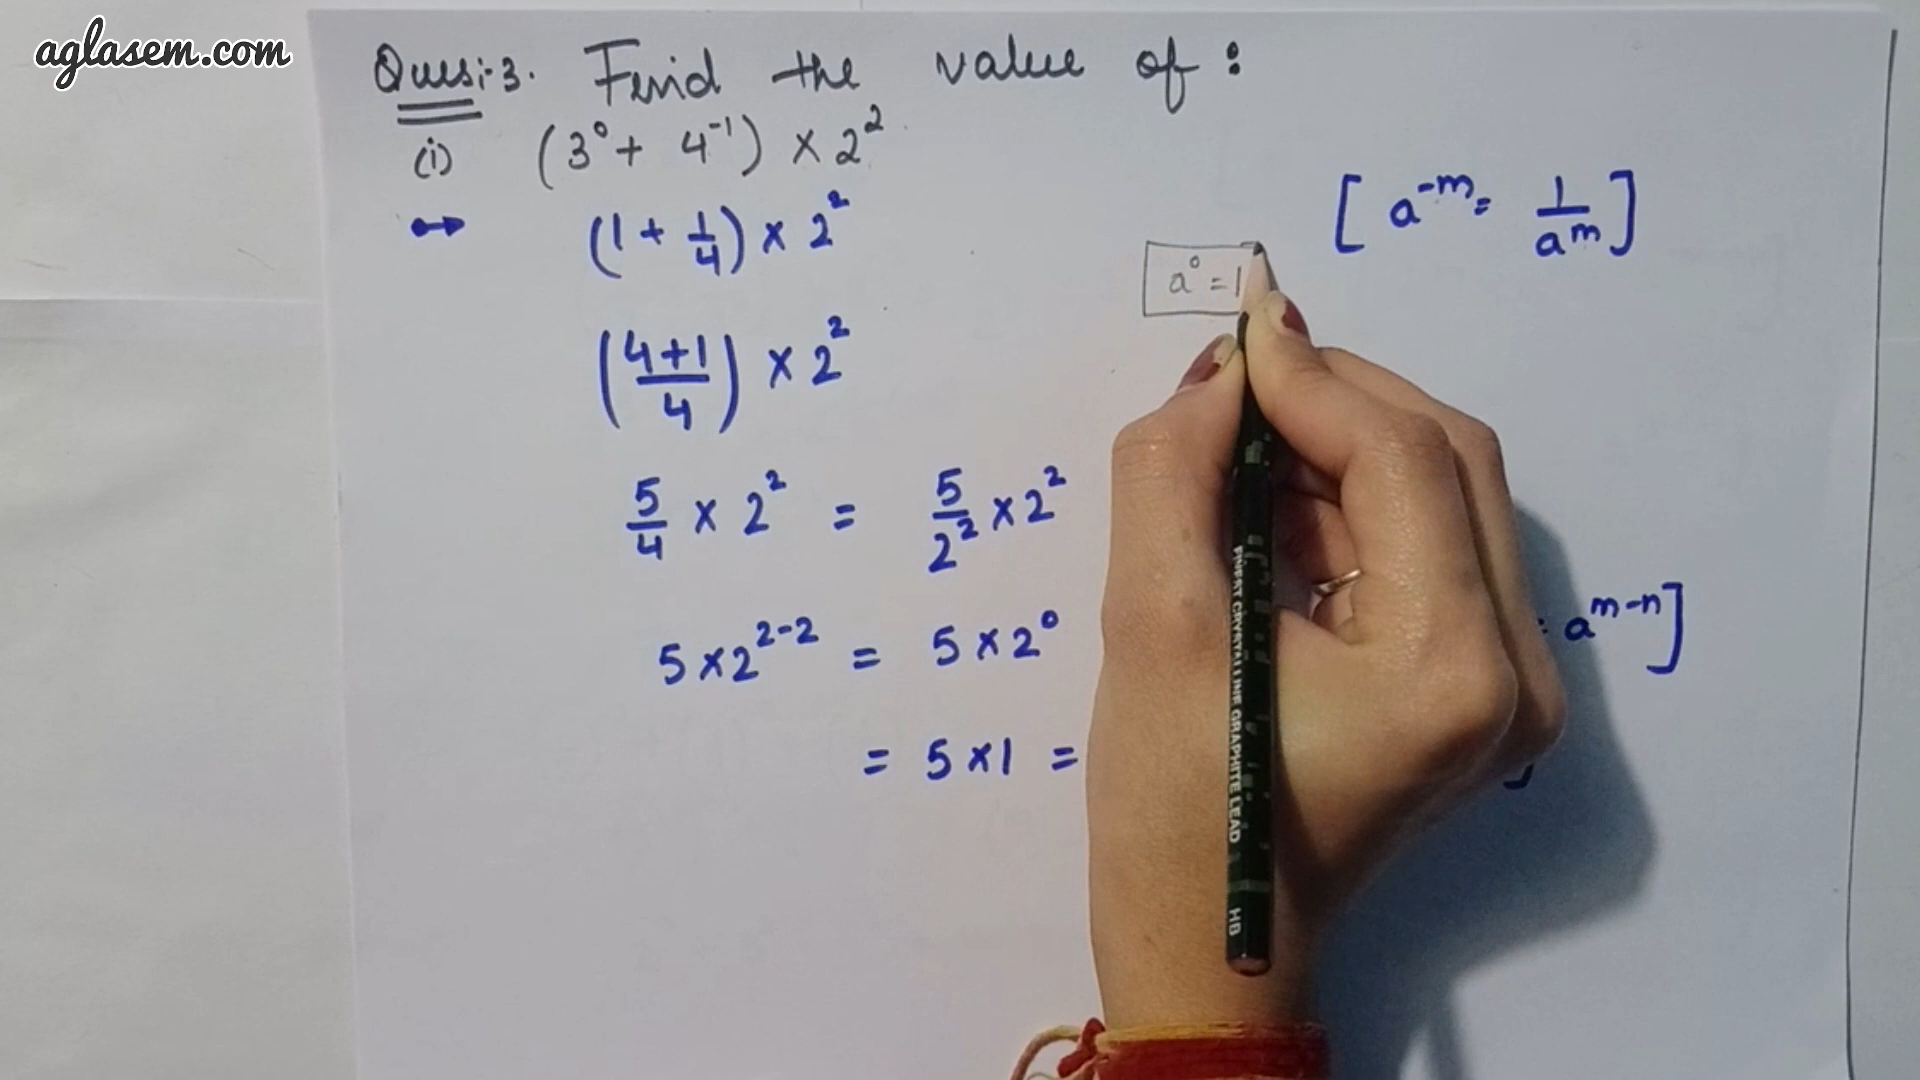 aglasem.com
Ques:-3. Find the value of :
(i) (3⁰ + 4⁻¹) × 2²
(1 + 1/4) × 2²
[a⁻ᵐ = 1/aᵐ]
a⁰ = 1
((4+1)/4) × 2²
5/4 × 2² = 5/2² × 2²
5 × 2²⁻² = 5 × 2⁰
= aᵐ⁻ⁿ]
= 5 × 1 =
]
FINEST CRYSTALLINE GRAPHITE LEAD HB